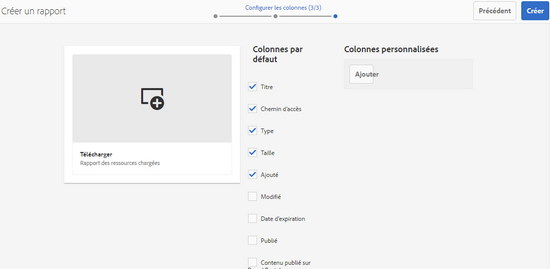 Créer un rapport
Configurer les colonnes (3/3)
Précédent
Créer
Télécharger
Rapport des ressources chargées
Colonnes par
défaut
Titre
Chemin d'accès
Type
Taille
Ajouté
Modifié
Date d'expiration
Publié
Contenu publié sur
Colonnes personnalisées
Ajouter